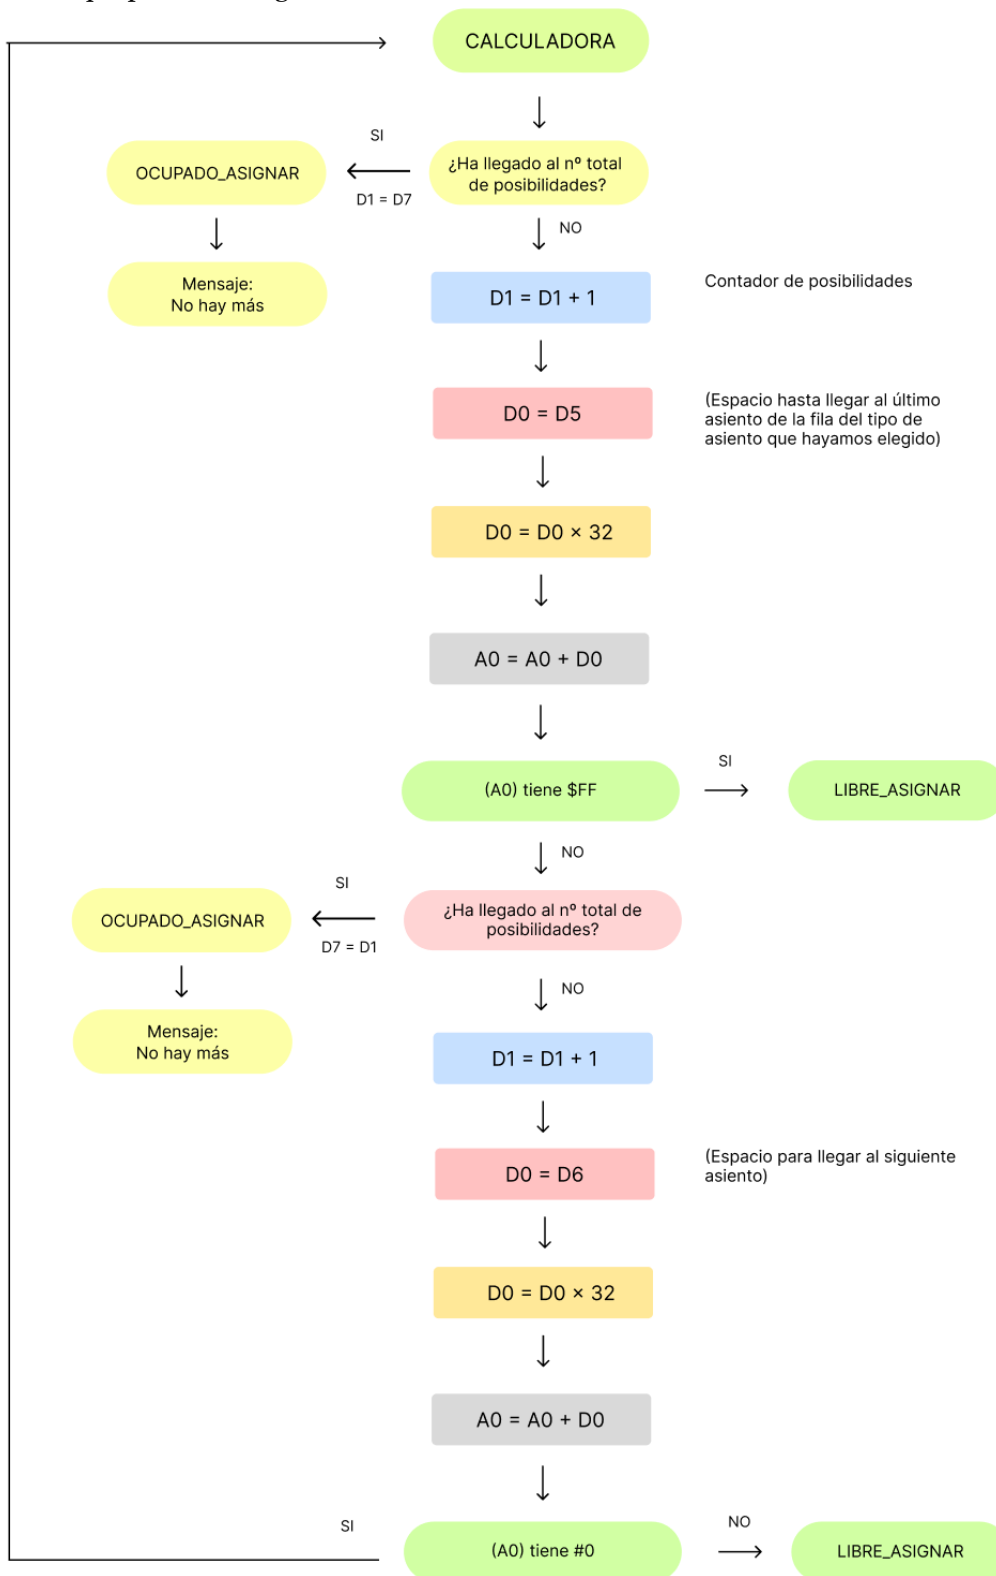 CALCULADORA
SI
¿Ha llegado al nº total
de posibilidades?
OCUPADO_ASIGNAR
D1 = D7
NO
Mensaje:
No hay más
D1 = D1 + 1
Contador de posibilidades
D0 = D5
(Espacio hasta llegar al último
asiento de la fila del tipo de
asiento que hayamos elegido)
D0 = D0 × 32
A0 = A0 + D0
(A0) tiene $FF
SI
LIBRE_ASIGNAR
NO
SI
¿Ha llegado al nº total de
posibilidades?
OCUPADO_ASIGNAR
D7 = D1
NO
Mensaje:
No hay más
D1 = D1 + 1
D0 = D6
(Espacio para llegar al siguiente
asiento)
D0 = D0 × 32
A0 = A0 + D0
SI
(A0) tiene #0
NO
LIBRE_ASIGNAR